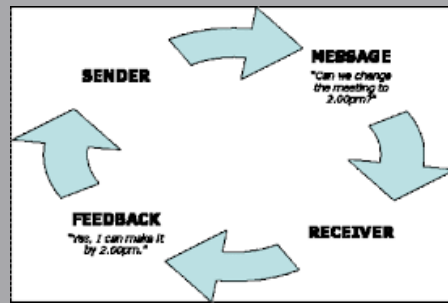 SENDER
MESSAGE
"Can we change
the meeting to
2.00pm?"
RECEIVER
FEEDBACK
"Yes, I can make it
by 2.00pm."